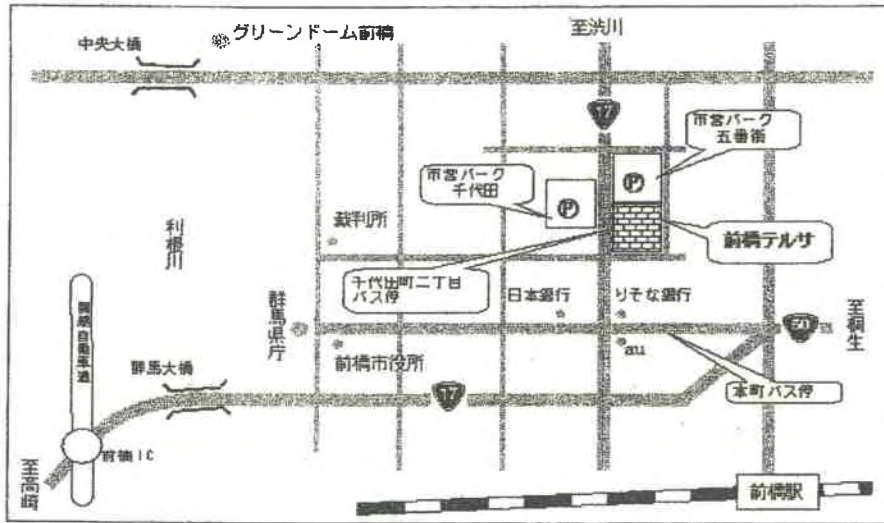 グリーンドーム前橋
至渋川
中央大橋
17
市営パーク
五番街
市営パーク
千代田
P
P
裁判所
前橋テルサ
利根川
千代田町二丁目
バス停
日本銀行
りそな銀行
群馬県庁
至桐生
50
関越自動車道
前橋市役所
au
群馬大橋
17
本町バス停
前橋IC
至高崎
前橋駅